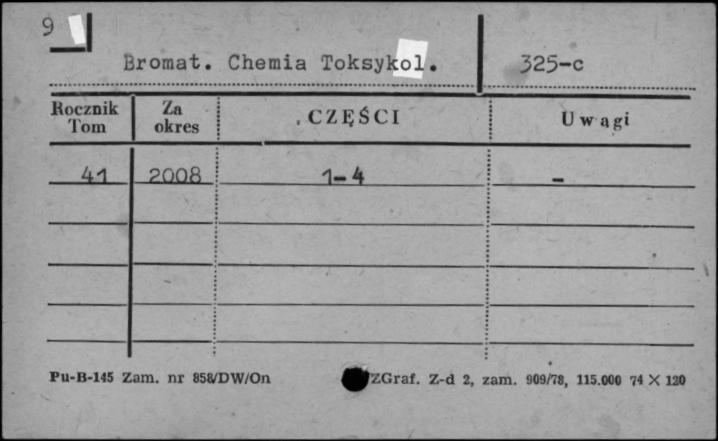 9
Bromat. Chemia Toksykol. 325-c
Rocznik Tom Za okres CZĘŚCI Uwagi
41 2008 1-4 -
Pu-B-145 Zam. nr 858/DW/On ZGraf. Z-d 2, zam. 909/78, 115.000 74 × 120